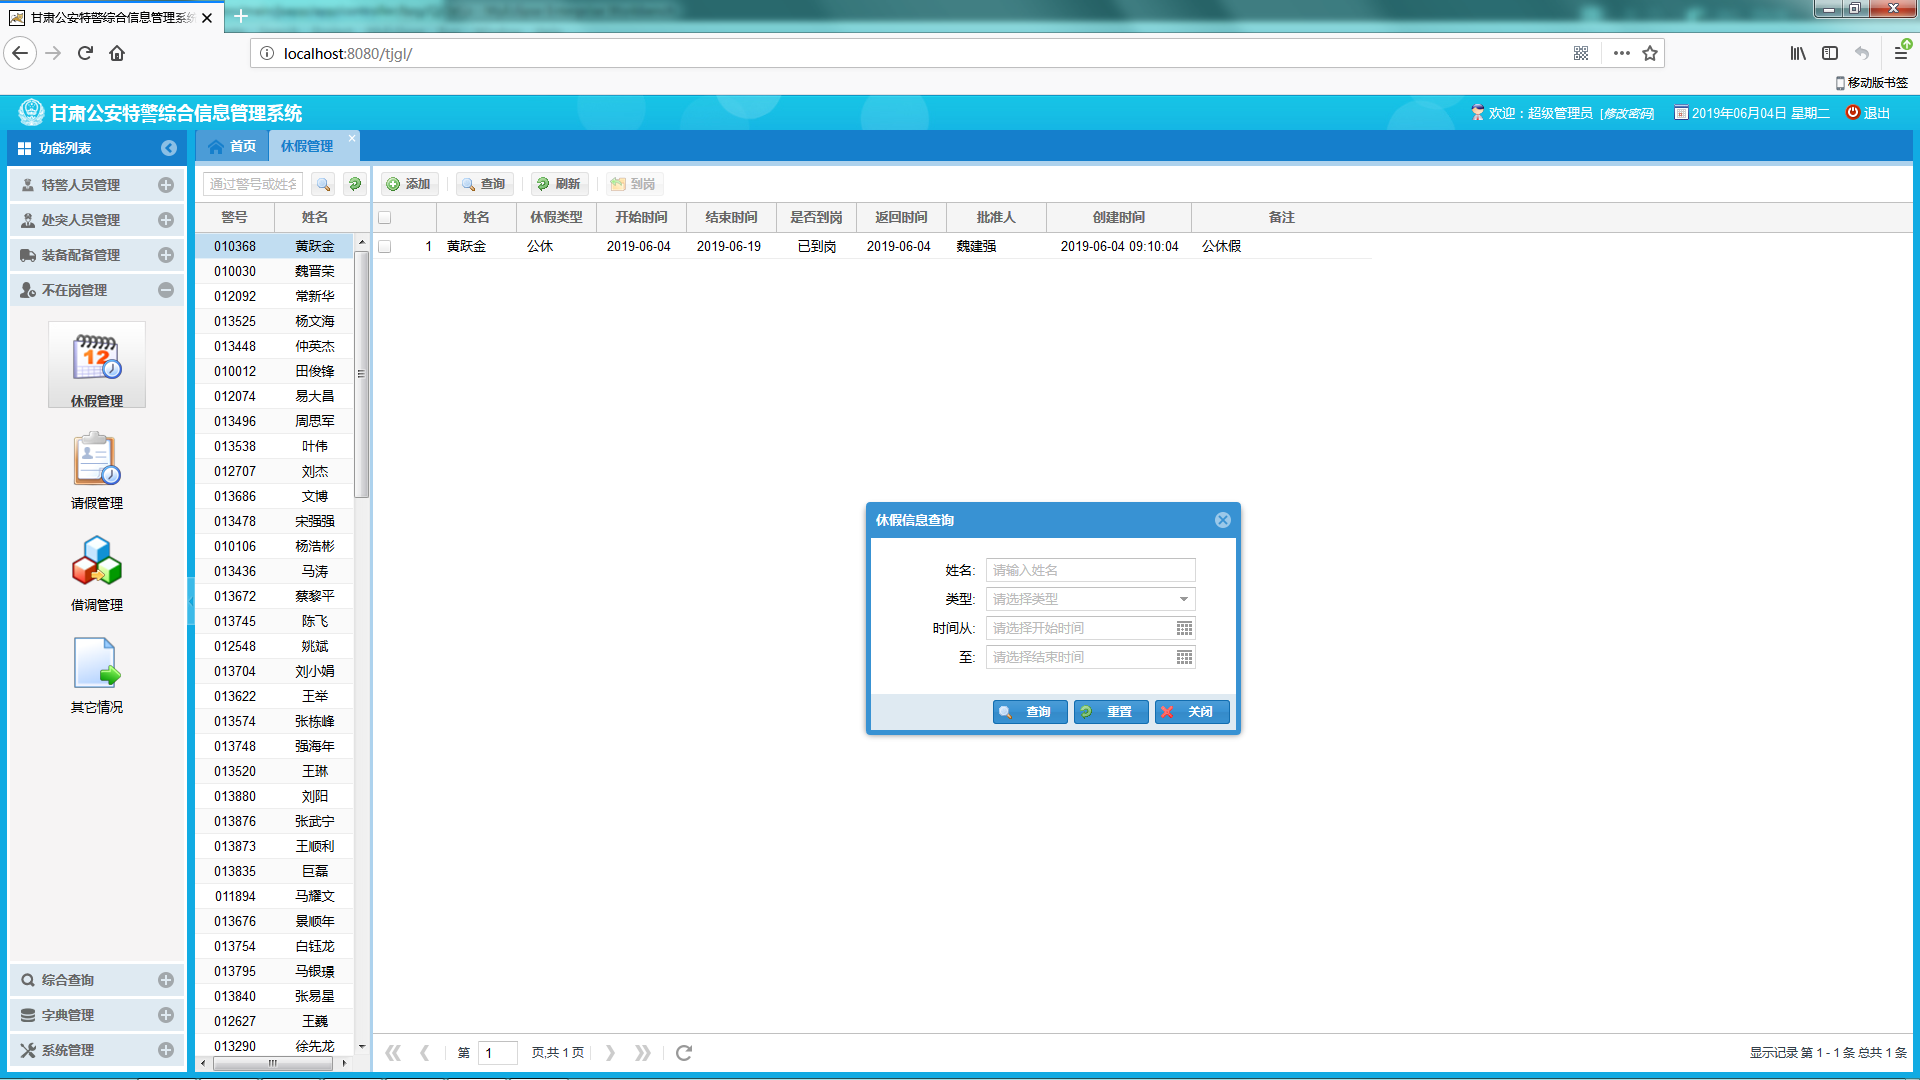 甘肃公安特警综合信息管理系统
localhost:8080/tjgl/
移动版书签
甘肃公安特警综合信息管理系统
欢迎：超级管理员 [修改密码] 2019年06月04日 星期二 退出
功能列表
首页 休假管理
特警人员管理
处突人员管理
装备配备管理
不在岗管理
12
休假管理
请假管理
借调管理
其它情况
综合查询
字典管理
系统管理
通过警号或姓名
添加 查询 刷新 到岗
警号 姓名
010368 黄跃金
010030 魏晋荣
012092 常新华
013525 杨文海
013448 仲英杰
010012 田俊锋
012074 易大昌
013496 周思军
013538 叶伟
012707 刘杰
013686 文博
013478 宋强强
010106 杨浩彬
013436 马涛
013672 蔡黎平
013745 陈飞
012548 姚斌
013704 刘小娟
013622 王举
013574 张栋峰
013748 强海年
013520 王琳
013880 刘阳
013876 张武宁
013873 王顺利
013835 巨磊
011894 马耀文
013676 景顺年
013754 白钰龙
013795 马银璟
013840 张易星
012627 王巍
013290 徐先龙
姓名 休假类型 开始时间 结束时间 是否到岗 返回时间 批准人 创建时间 备注
1 黄跃金 公休 2019-06-04 2019-06-19 已到岗 2019-06-04 魏建强 2019-06-04 09:10:04 公休假
休假信息查询
姓名: 请输入姓名
类型: 请选择类型
时间从: 请选择开始时间
至: 请选择结束时间
查询 重置 关闭
第 1 页,共 1 页
显示记录 第 1 - 1 条 总共 1 条